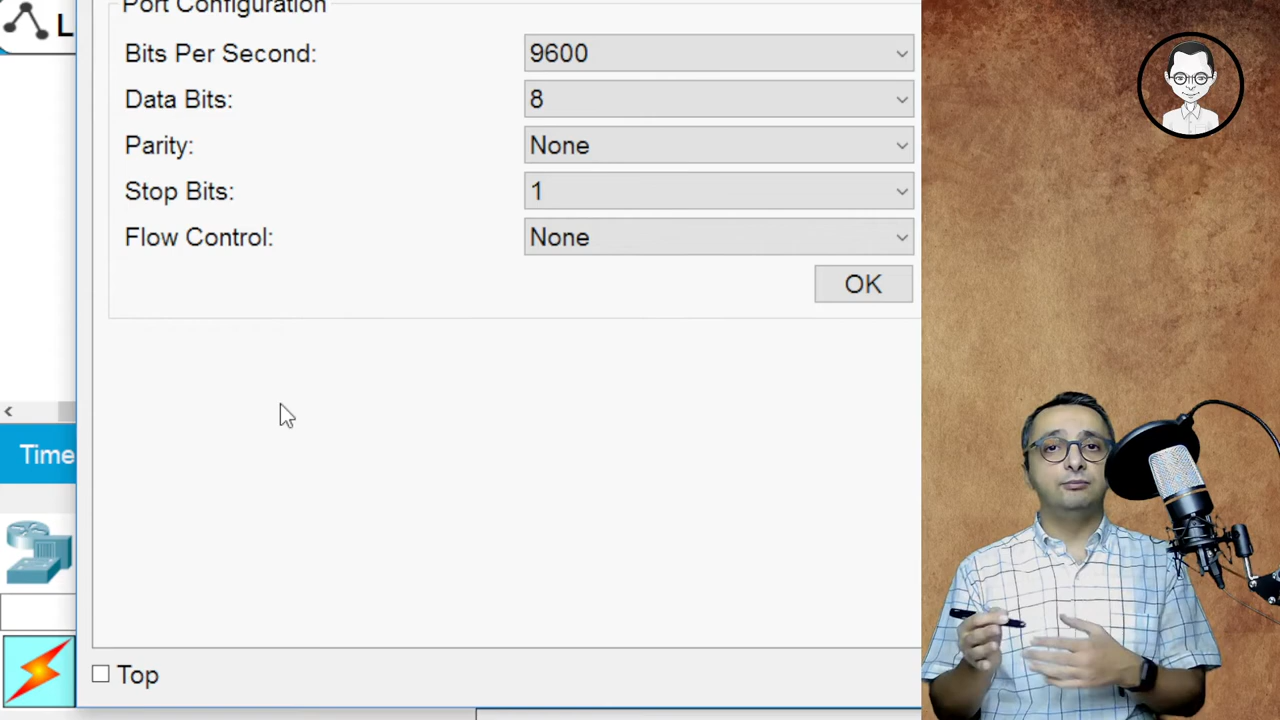 Port Configuration
L
Bits Per Second: 9600
Data Bits: 8
Parity: None
Stop Bits: 1
Flow Control: None
OK
Time
Top